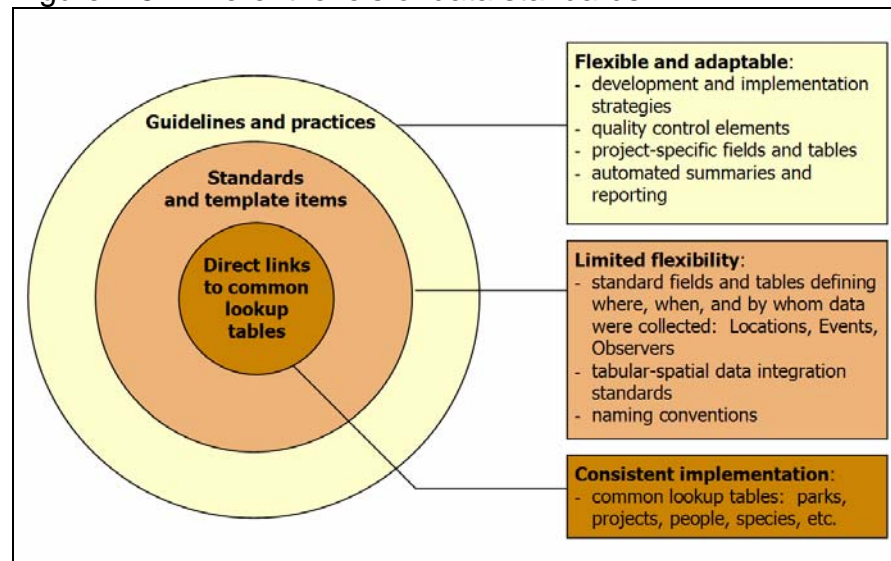 Guidelines and practices
Standards
and template items
Direct links
to common
lookup
tables
Flexible and adaptable:
- development and implementation
strategies
- quality control elements
- project-specific fields and tables
- automated summaries and
reporting
Limited flexibility:
- standard fields and tables defining
where, when, and by whom data
were collected: Locations, Events,
Observers
- tabular-spatial data integration
standards
- naming conventions
Consistent implementation:
- common lookup tables: parks,
projects, people, species, etc.